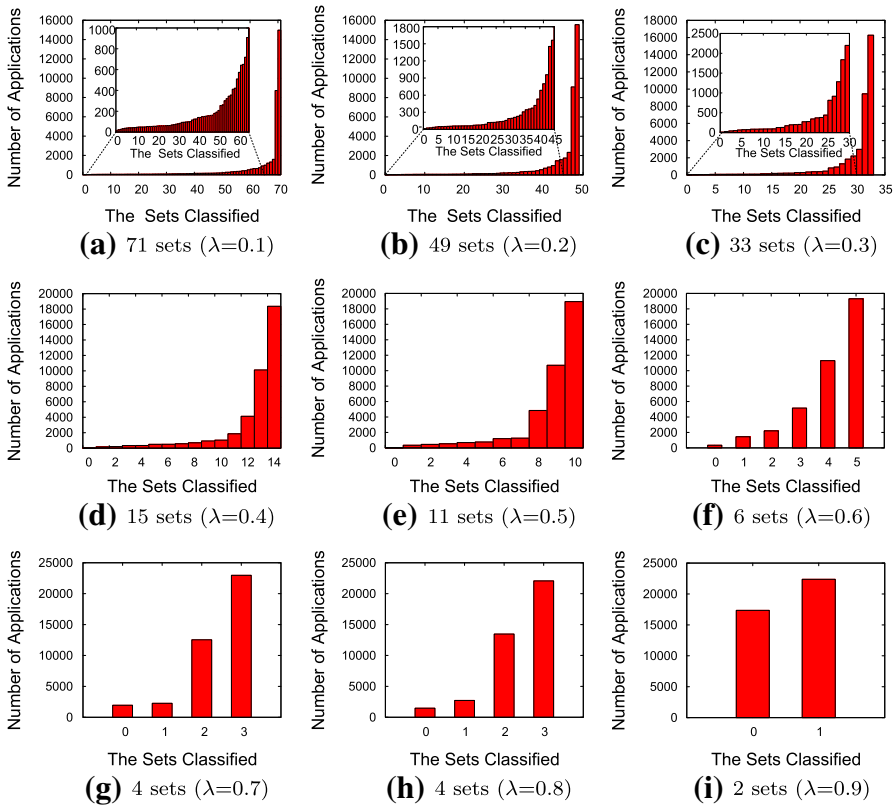 Number of Applications
16000
14000
12000
10000
8000
6000
4000
2000
0
1000
800
600
400
200
0
0 10 20 30 40 50 60
The Sets Classified
0 10 20 30 40 50 60 70
The Sets Classified
(a) 71 sets (λ=0.1)
Number of Applications
16000
14000
12000
10000
8000
6000
4000
2000
0
1800
1500
1200
900
600
300
0
0 5 10 15 20 25 30 35 40 45
The Sets Classified
0 10 20 30 40 50
The Sets Classified
(b) 49 sets (λ=0.2)
Number of Applications
18000
16000
14000
12000
10000
8000
6000
4000
2000
0
2500
2000
1500
1000
500
0
0 5 10 15 20 25 30
The Sets Classified
0 5 10 15 20 25 30 35
The Sets Classified
(c) 33 sets (λ=0.3)
Number of Applications
20000
18000
16000
14000
12000
10000
8000
6000
4000
2000
0
0 2 4 6 8 10 12 14
The Sets Classified
(d) 15 sets (λ=0.4)
Number of Applications
20000
18000
16000
14000
12000
10000
8000
6000
4000
2000
0
0 2 4 6 8 10
The Sets Classified
(e) 11 sets (λ=0.5)
Number of Applications
20000
18000
16000
14000
12000
10000
8000
6000
4000
2000
0
0 1 2 3 4 5
The Sets Classified
(f) 6 sets (λ=0.6)
Number of Applications
25000
20000
15000
10000
5000
0
0 1 2 3
The Sets Classified
(g) 4 sets (λ=0.7)
Number of Applications
25000
20000
15000
10000
5000
0
0 1 2 3
The Sets Classified
(h) 4 sets (λ=0.8)
Number of Applications
25000
20000
15000
10000
5000
0
0 1
The Sets Classified
(i) 2 sets (λ=0.9)